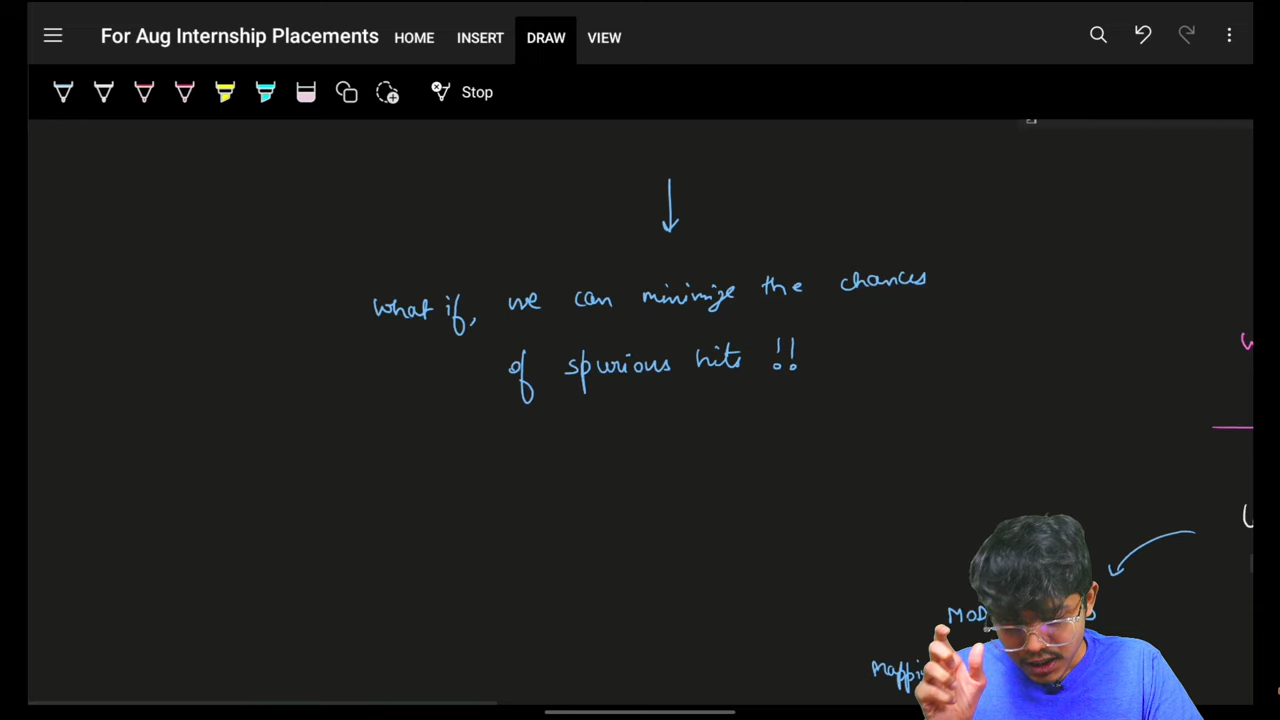 For Aug Internship Placements HOME INSERT DRAW VIEW
Stop
what if, we can minimize the chances
of spurious hits !!